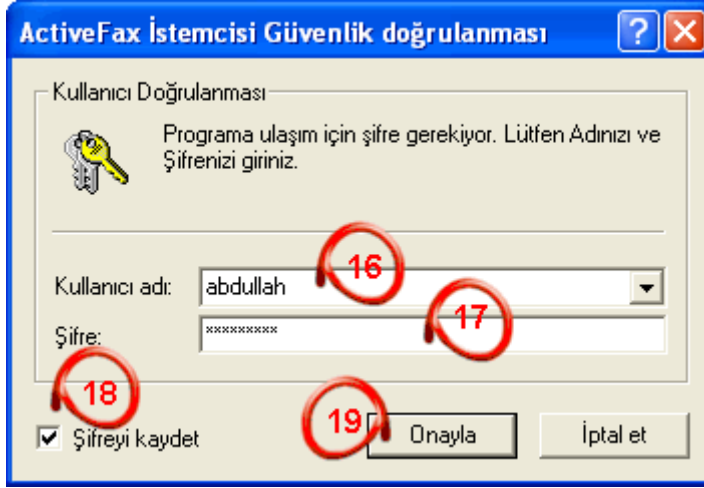 ActiveFax İstemcisi Güvenlik doğrulanması
Kullanıcı Doğrulanması
Programa ulaşım için şifre gerekiyor. Lütfen Adınızı ve
Şifrenizi giriniz.
16
Kullanıcı adı: abdullah
17
Şifre: *********
18
Şifreyi kaydet
19
Onayla
İptal et